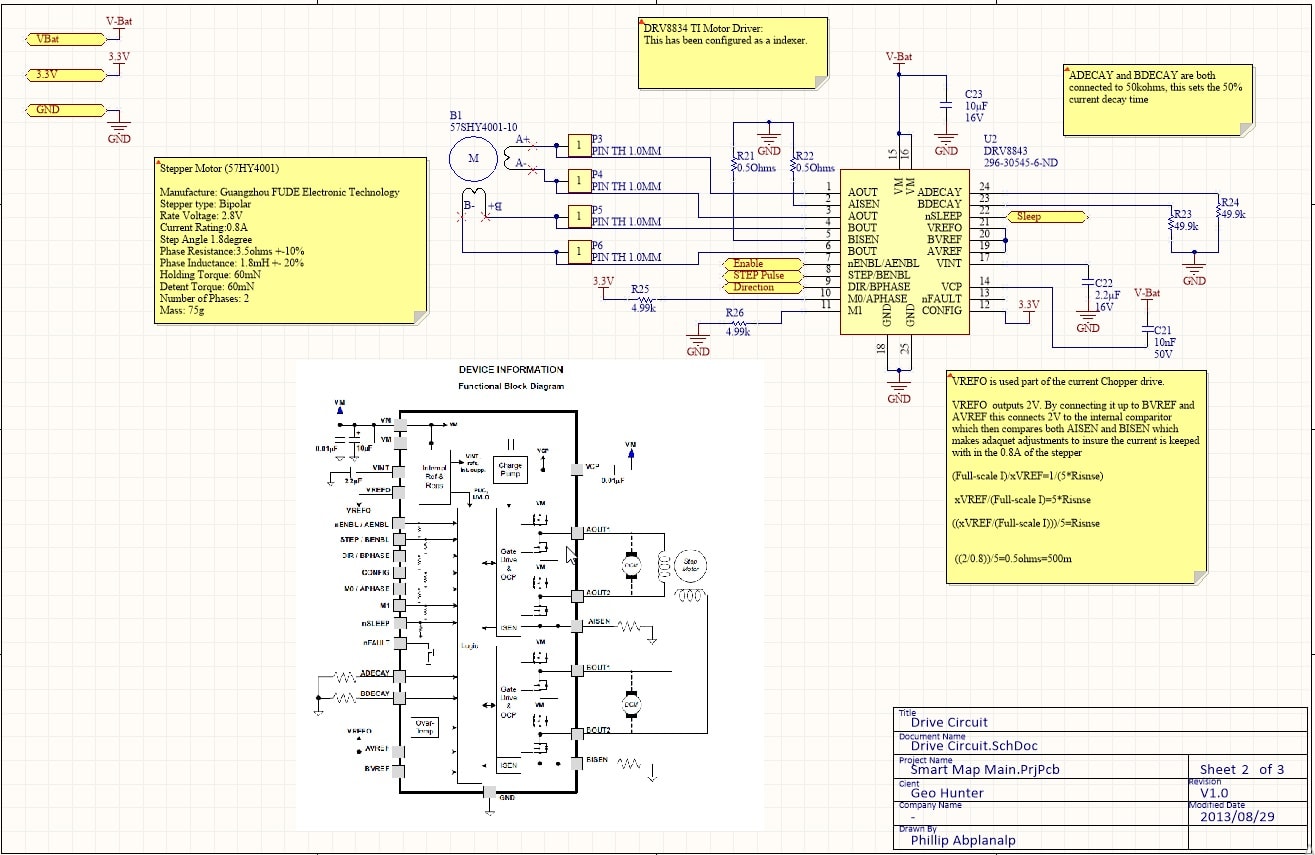 VBat
V-Bat
3.3V
3.3V
GND
GND
DRV8834 TI Motor Driver:
This has been configured as a indexer.
ADECAY and BDECAY are both
connected to 50kohms, this sets the 50%
current decay time
Stepper Motor (57HY4001)
Manufacture: Guangzhou FUDE Electronic Technology
Stepper type: Bipolar
Rate Voltage: 2.8V
Current Rating:0.8A
Step Angle 1.8degree
Phase Resistance:3.5ohms +-10%
Phase Inductance: 1.8mH +- 20%
Holding Torque: 60mN
Detent Torque: 60mN
Number of Phases: 2
Mass: 75g
B1
57SHY4001-10
M
A+
A-
B-
+B
1
P3
PIN TH 1.0MM
1
P4
PIN TH 1.0MM
1
P5
PIN TH 1.0MM
1
P6
PIN TH 1.0MM
GND
R21
0.5Ohms
R22
0.5Ohms
V-Bat
C23
10µF
16V
GND
U2
DRV8843
296-30545-6-ND
15
16
VM
VM
1
AOUT
2
AISEN
3
AOUT
4
BOUT
5
BISEN
6
BOUT
7
nENBL/AENBL
8
STEP/BENBL
9
DIR/BPHASE
10
M0/APHASE
11
M1
ADECAY
24
BDECAY
23
nSLEEP
22
VREFO
21
BVREF
20
AVREF
19
VINT
17
VCP
14
nFAULT
13
CONFIG
12
GND
GND
18
25
GND
Enable
STEP Pulse
Direction
3.3V
R25
4.99k
R26
4.99k
GND
Sleep
R23
49.9k
R24
49.9k
GND
C22
2.2µF
16V
GND
3.3V
V-Bat
C21
10nF
50V
VREFO is used part of the current Chopper drive.
VREFO outputs 2V. By connecting it up to BVREF and
AVREF this connects 2V to the internal comparitor
which then compares both AISEN and BISEN which
makes adaquet adjustments to insure the current is keeped
with in the 0.8A of the stepper
(Full-scale I)/xVREF=1/(5*Risnse)
xVREF/(Full-scale I)=5*Risnse
((xVREF/(Full-scale I)))/5=Risnse
((2/0.8))/5=0.5ohms=500m
DEVICE INFORMATION
Functional Block Diagram
VM
0.01µF
10µF
VM
VM
VM
VINT
2.2µF
VREFO
VREFO
nENBL / AENBL
STEP / BENBL
DIR / BPHASE
CONFIG
M0 / APHASE
M1
nSLEEP
nFAULT
ADECAY
BDECAY
VREFO
AVREF
BVREF
Internal
Ref &
Regs
VINT
Charge
Pump
VCP
VCP
VM
0.01µF
VM
Gate
Drive
&
OCP
VM
ISEN
AOUT1
DCM
Step
Motor
AOUT2
AISEN
Logic
VM
Gate
Drive
&
OCP
VM
ISEN
BOUT1
DCM
BOUT2
BISEN
Over-
Temp
GND
Title
Drive Circuit
Document Name
Drive Circuit.SchDoc
Project Name
Smart Map Main.PrjPcb
Sheet 2 of 3
Client
Geo Hunter
Revision
V1.0
Company Name
-
Modified Date
2013/08/29
Drawn By
Phillip Abplanalp